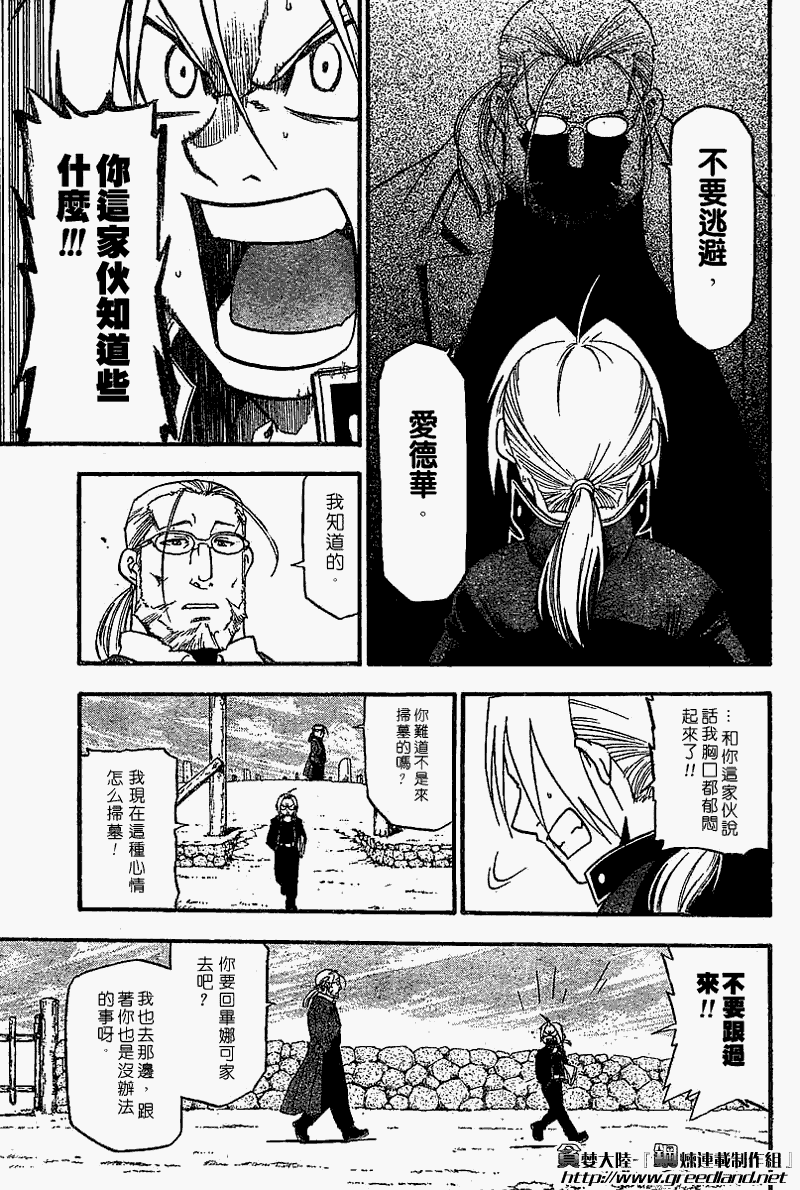 不要逃避，
愛德華。
你這家伙知道些
什麼!!!
我知道的。
…和你這家伙說
話我胸口都郁悶
起來了!!
你難道不是來
掃墓的嗎？
我現在這種心情
怎么掃墓！
不要跟過
來!!
你要回畢娜可家
去吧？
我也去那邊，跟
著你也是沒辦法
的事呀。
貪婪大陸-『鋼煉連載制作組』
http://www.greedland.net